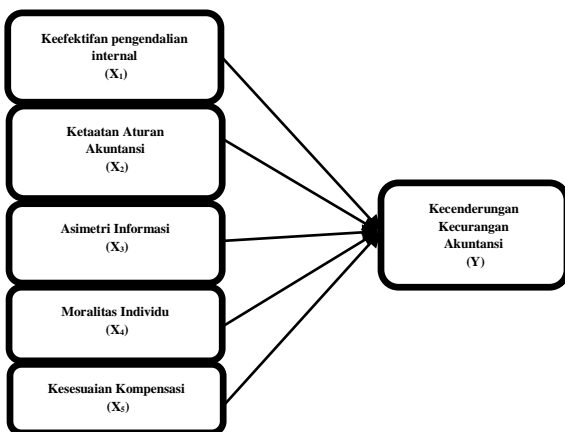 Keefektifan pengendalian
internal
(X₁)
Ketaatan Aturan
Akuntansi
(X₂)
Asimetri Informasi
(X₃)
Moralitas Individu
(X₄)
Kesesuaian Kompensasi
(X₅)
Kecenderungan
Kecurangan
Akuntansi
(Y)